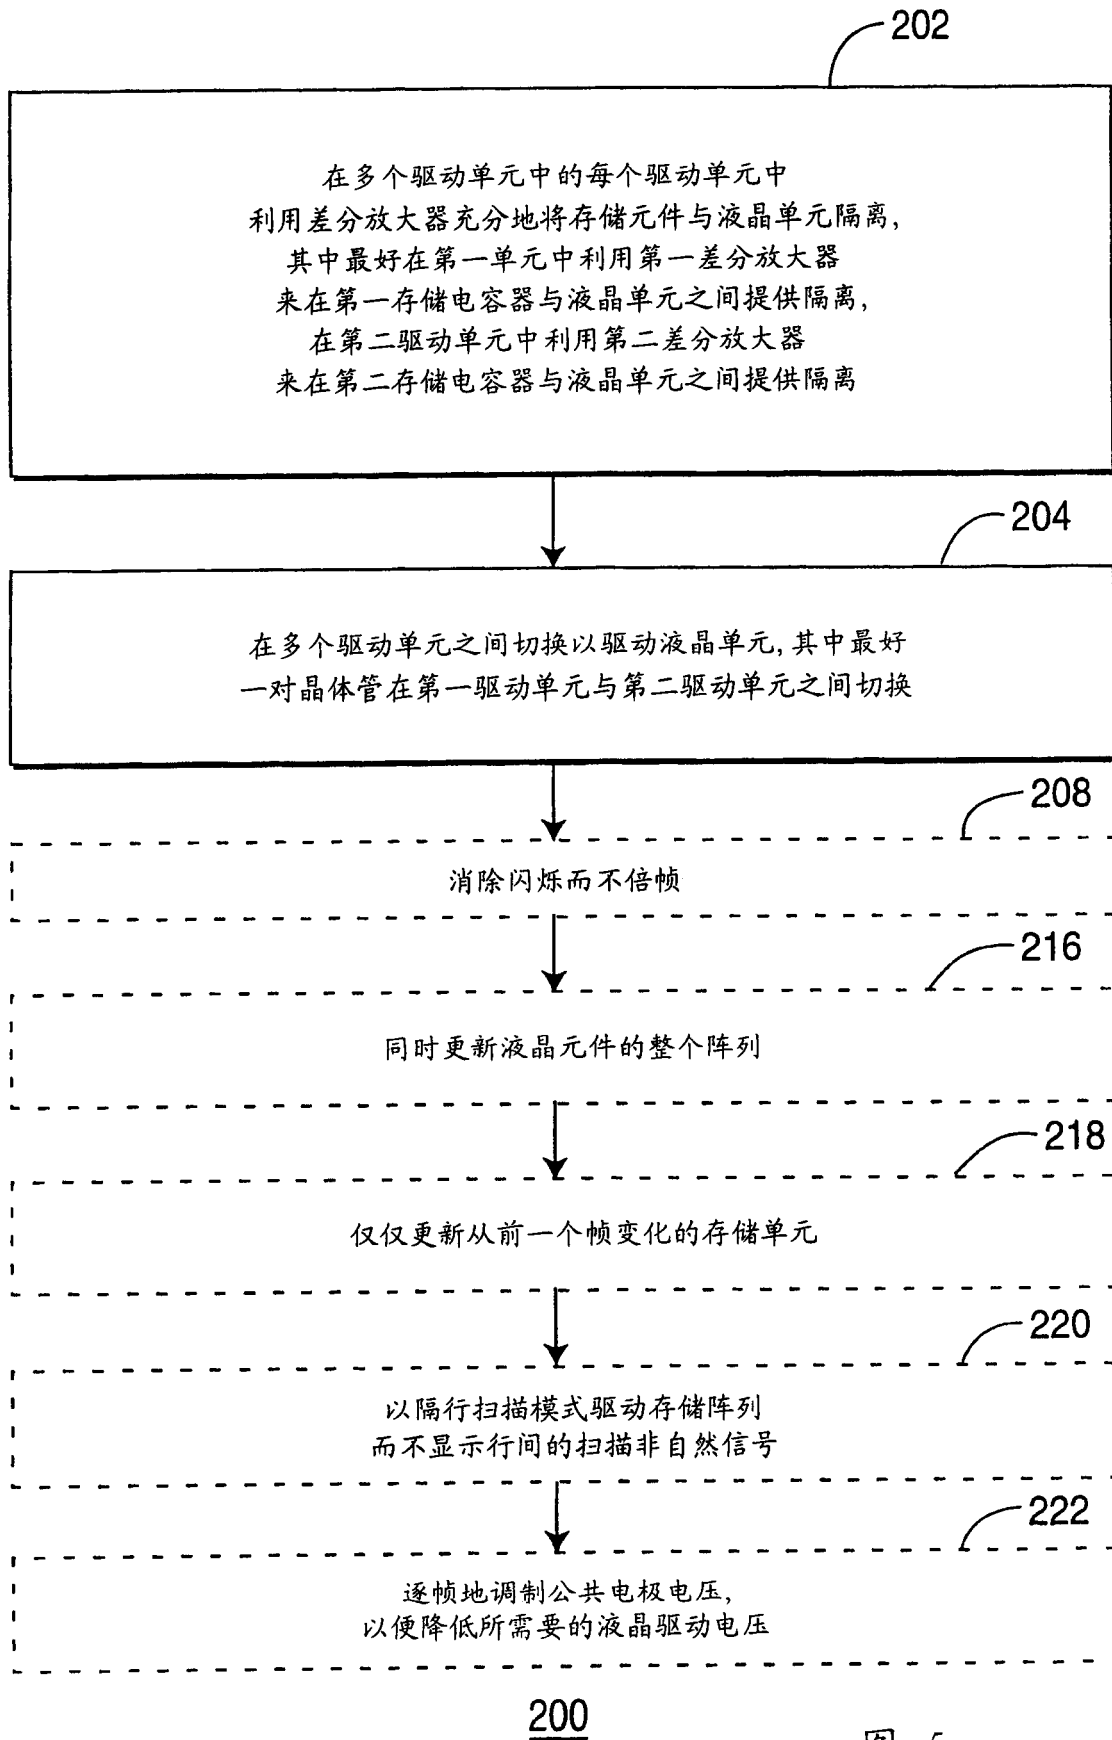 202
在多个驱动单元中的每个驱动单元中
利用差分放大器充分地将存储元件与液晶单元隔离,
其中最好在第一单元中利用第一差分放大器
来在第一存储电容器与液晶单元之间提供隔离,
在第二驱动单元中利用第二差分放大器
来在第二存储电容器与液晶单元之间提供隔离
204
在多个驱动单元之间切换以驱动液晶单元,其中最好
一对晶体管在第一驱动单元与第二驱动单元之间切换
208
消除闪烁而不倍帧
216
同时更新液晶元件的整个阵列
218
仅仅更新从前一个帧变化的存储单元
220
以隔行扫描模式驱动存储阵列
而不显示行间的扫描非自然信号
222
逐帧地调制公共电极电压,
以便降低所需要的液晶驱动电压
200
图 5